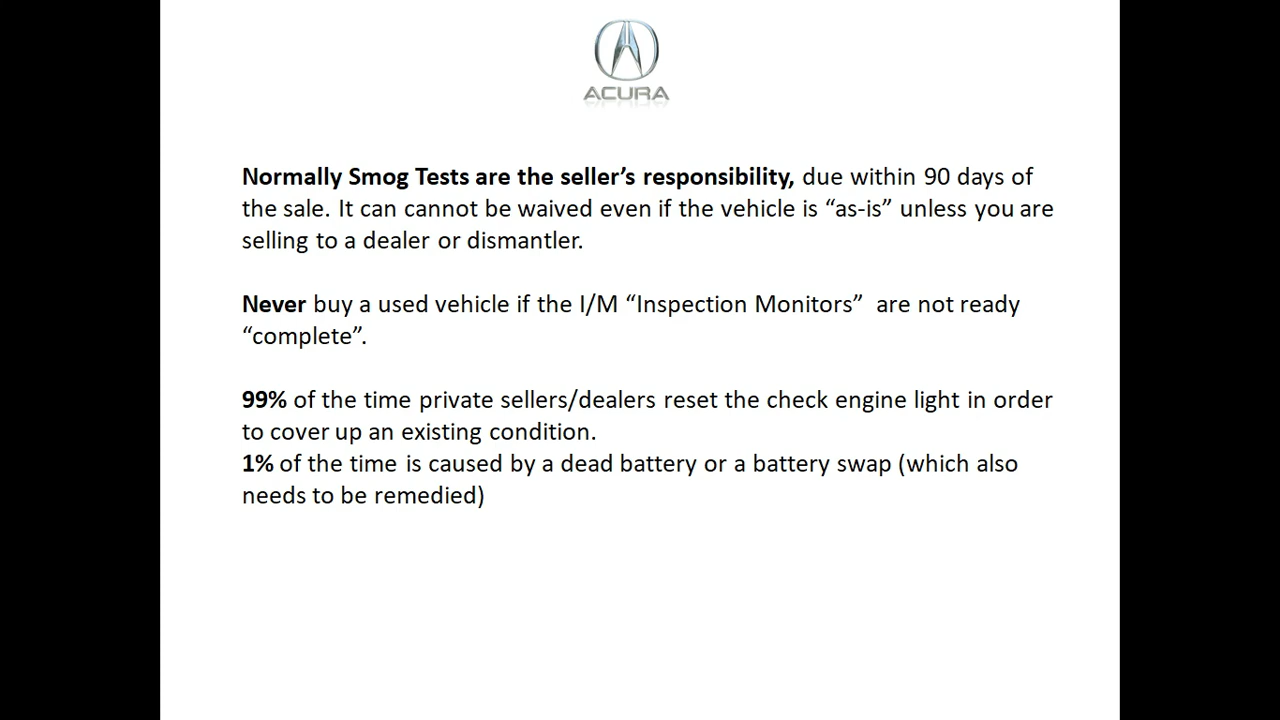 ACURA
Normally Smog Tests are the seller’s responsibility, due within 90 days of
the sale. It can cannot be waived even if the vehicle is “as-is” unless you are
selling to a dealer or dismantler.
Never buy a used vehicle if the I/M “Inspection Monitors”  are not ready
“complete”.
99% of the time private sellers/dealers reset the check engine light in order
to cover up an existing condition.
1% of the time is caused by a dead battery or a battery swap (which also
needs to be remedied)